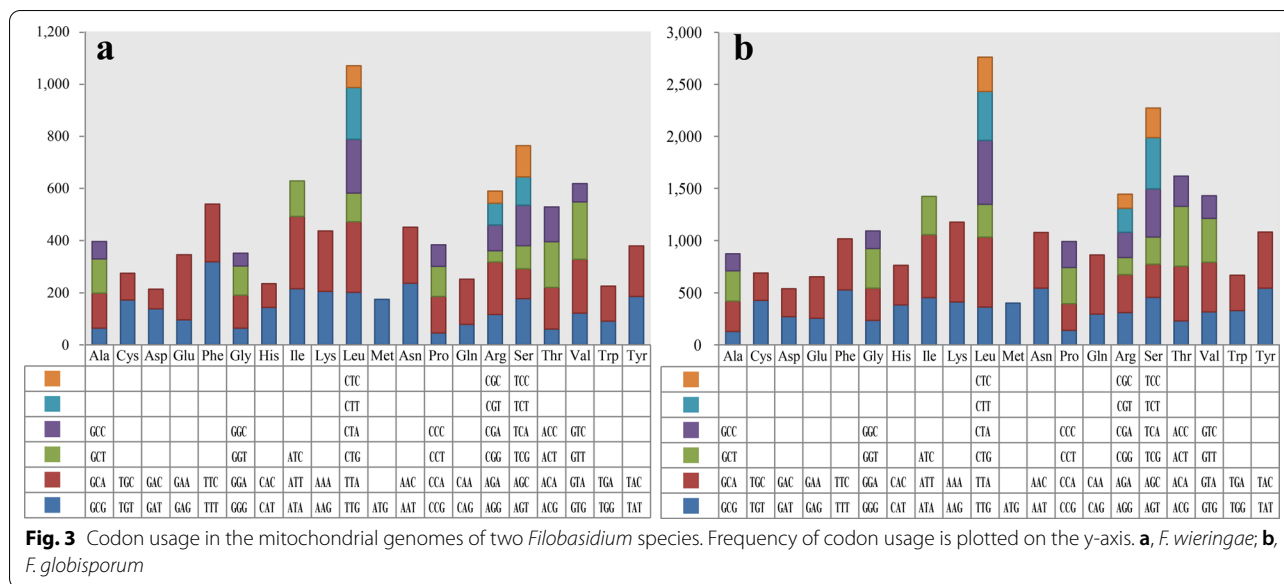 a
1,200
1,000
800
600
400
200
0
Ala Cys Asp Glu Phe Gly His Ile Lys Leu Met Asn Pro Gln Arg Ser Thr Val Trp Tyr
CTC CGC TCC
CTT CGT TCT
GCC GGC CTA CCC CGA TCA ACC GTC
GCT GGT ATC CTG CCT CGG TCG ACT GTT
GCA TGC GAC GAA TTC GGA CAC ATT AAA TTA AAC CCA CAA AGA AGC ACA GTA TGA TAC
GCG TGT GAT GAG TTT GGG CAT ATA AAG TTG ATG AAT CCG CAG AGG AGT ACG GTG TGG TAT
b
3,000
2,500
2,000
1,500
1,000
500
0
Ala Cys Asp Glu Phe Gly His Ile Lys Leu Met Asn Pro Gln Arg Ser Thr Val Trp Tyr
CTC CGC TCC
CTT CGT TCT
GCC GGC CTA CCC CGA TCA ACC GTC
GCT GGT ATC CTG CCT CGG TCG ACT GTT
GCA TGC GAC GAA TTC GGA CAC ATT AAA TTA AAC CCA CAA AGA AGC ACA GTA TGA TAC
GCG TGT GAT GAG TTT GGG CAT ATA AAG TTG ATG AAT CCG CAG AGG AGT ACG GTG TGG TAT
Fig. 3 Codon usage in the mitochondrial genomes of two Filobasidium species. Frequency of codon usage is plotted on the y-axis. a, F. wieringae; b,
F. globisporum